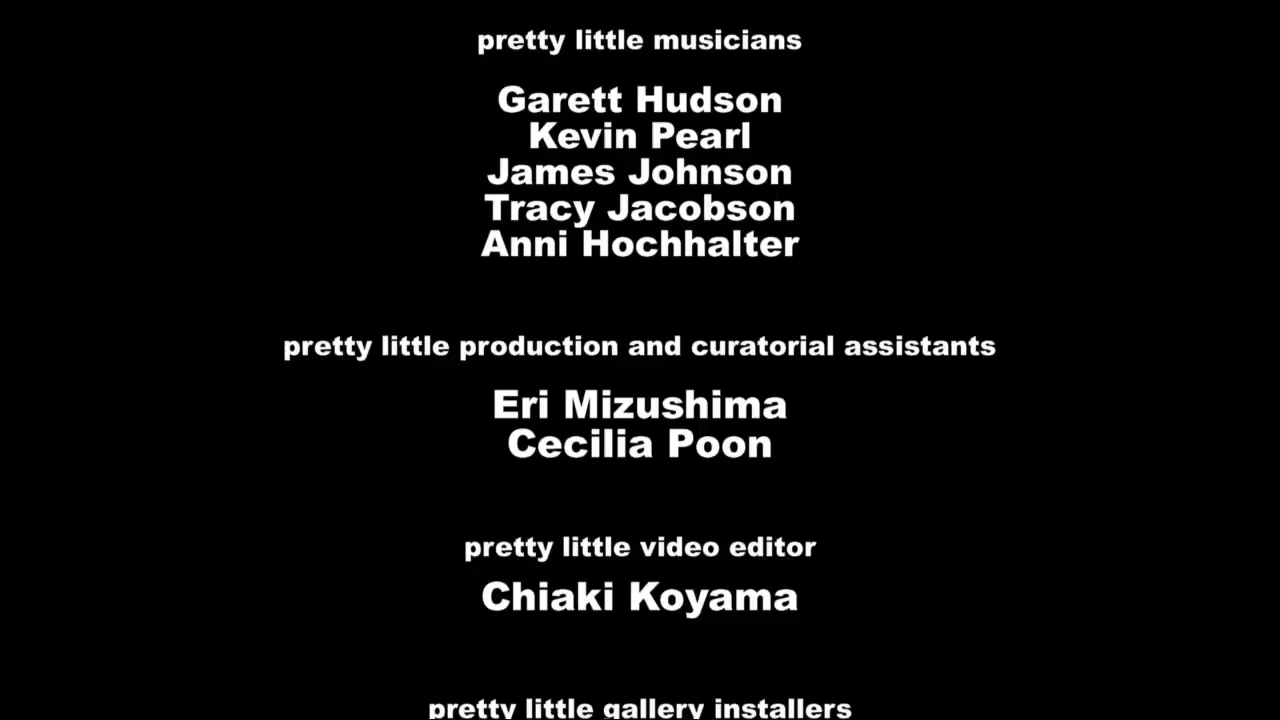 pretty little musicians
Garett Hudson
Kevin Pearl
James Johnson
Tracy Jacobson
Anni Hochhalter
pretty little production and curatorial assistants
Eri Mizushima
Cecilia Poon
pretty little video editor
Chiaki Koyama
pretty little gallery installers